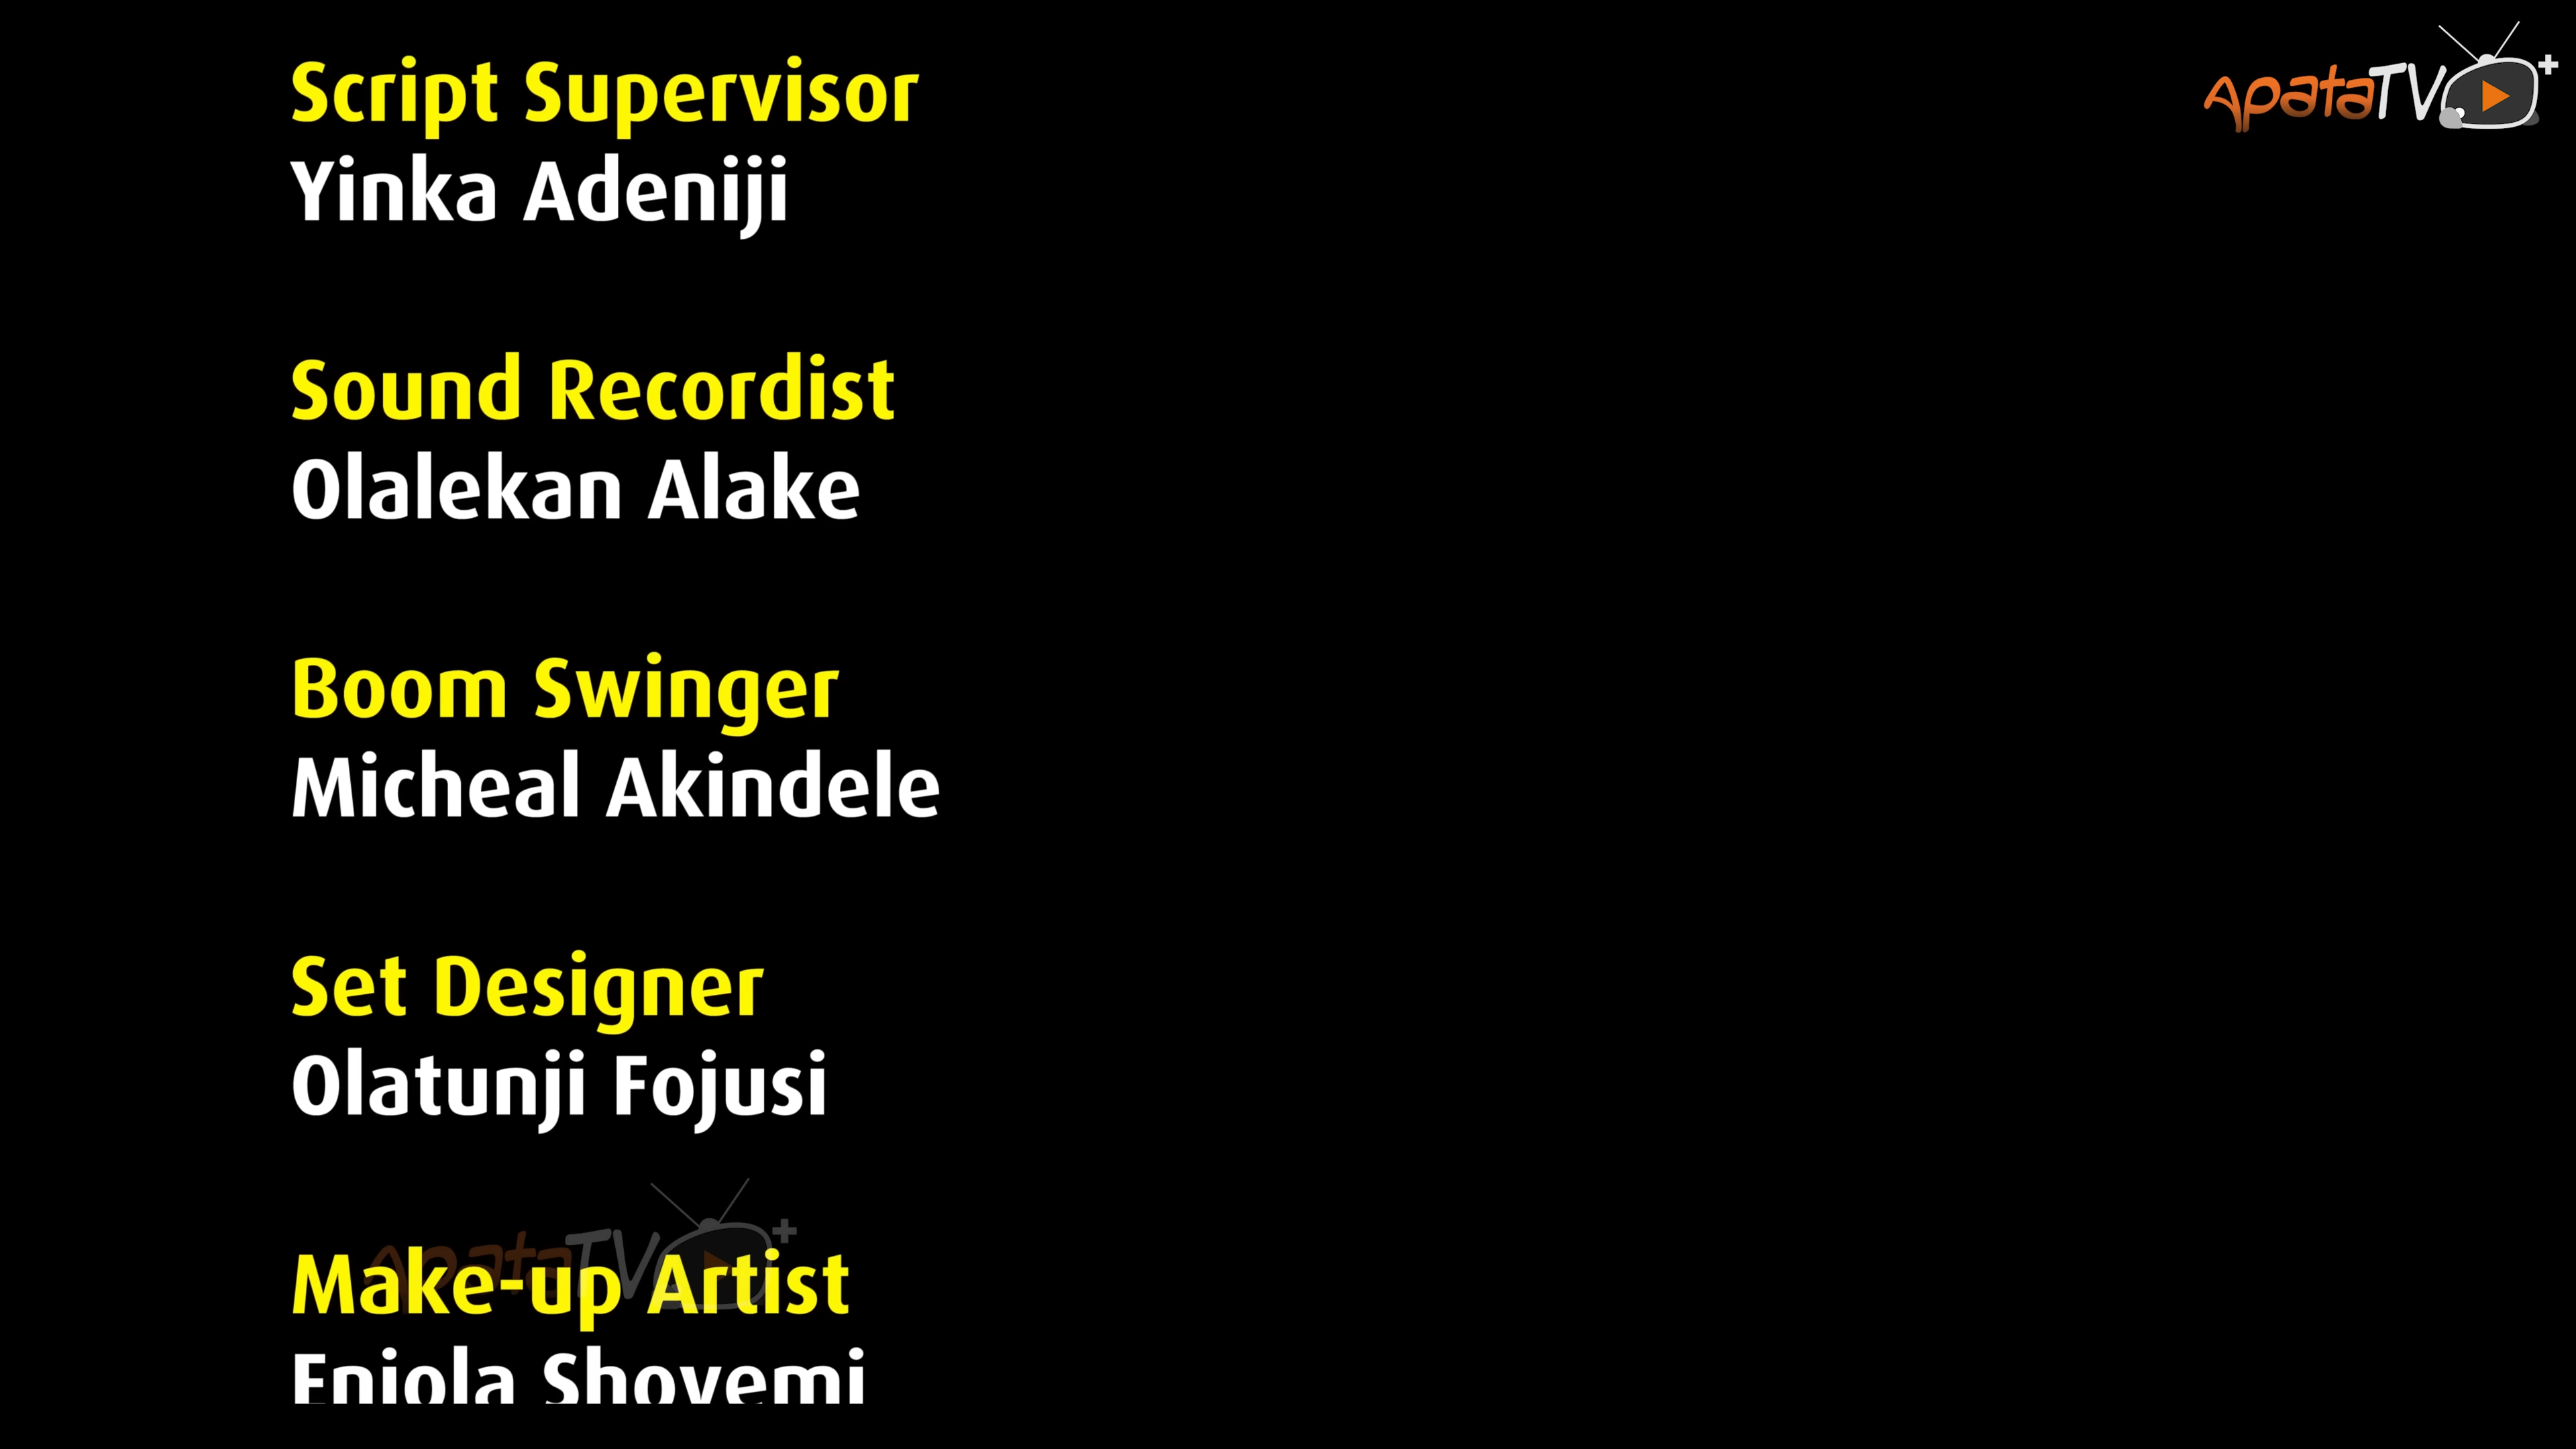 Script Supervisor
Yinka Adeniji
Sound Recordist
Olalekan Alake
Boom Swinger
Micheal Akindele
Set Designer
Olatunji Fojusi
Make-up Artist
Eniola Shoyemi
ApataTV+
ApataTV+